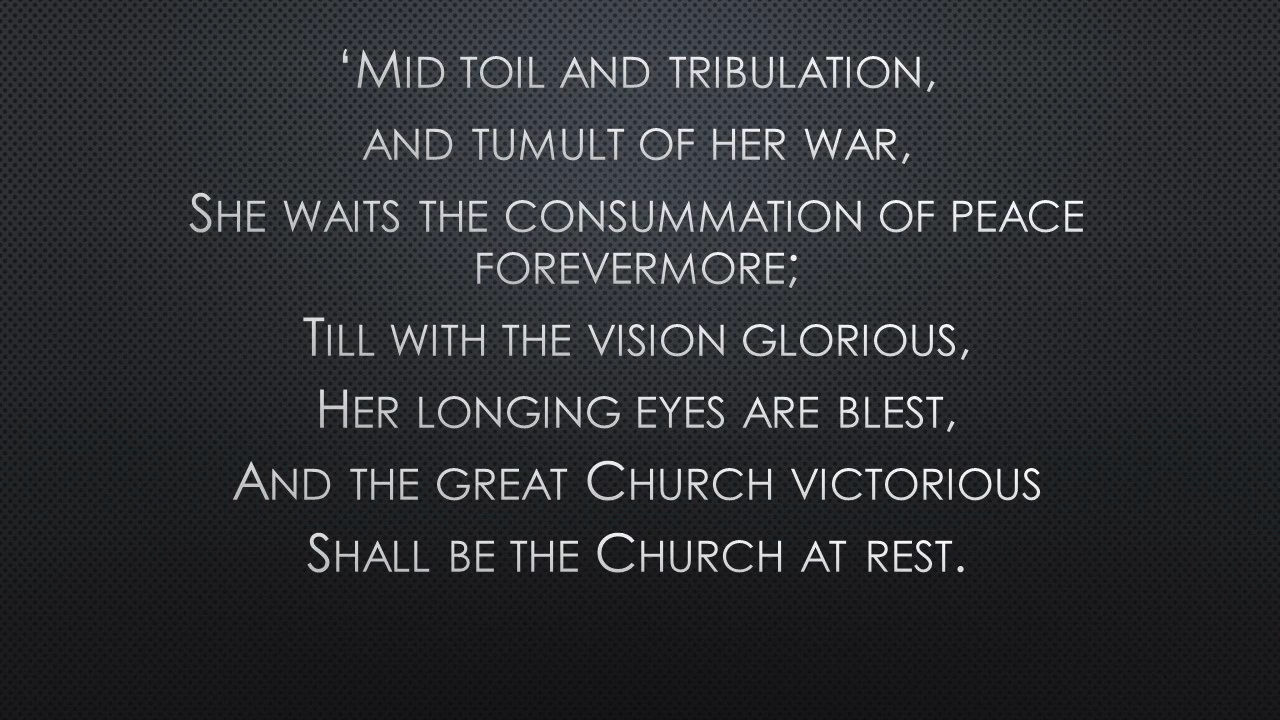 ‘Mid toil and tribulation,
and tumult of her war,
She waits the consummation of peace
forevermore;
Till with the vision glorious,
Her longing eyes are blest,
And the great Church victorious
Shall be the Church at rest.